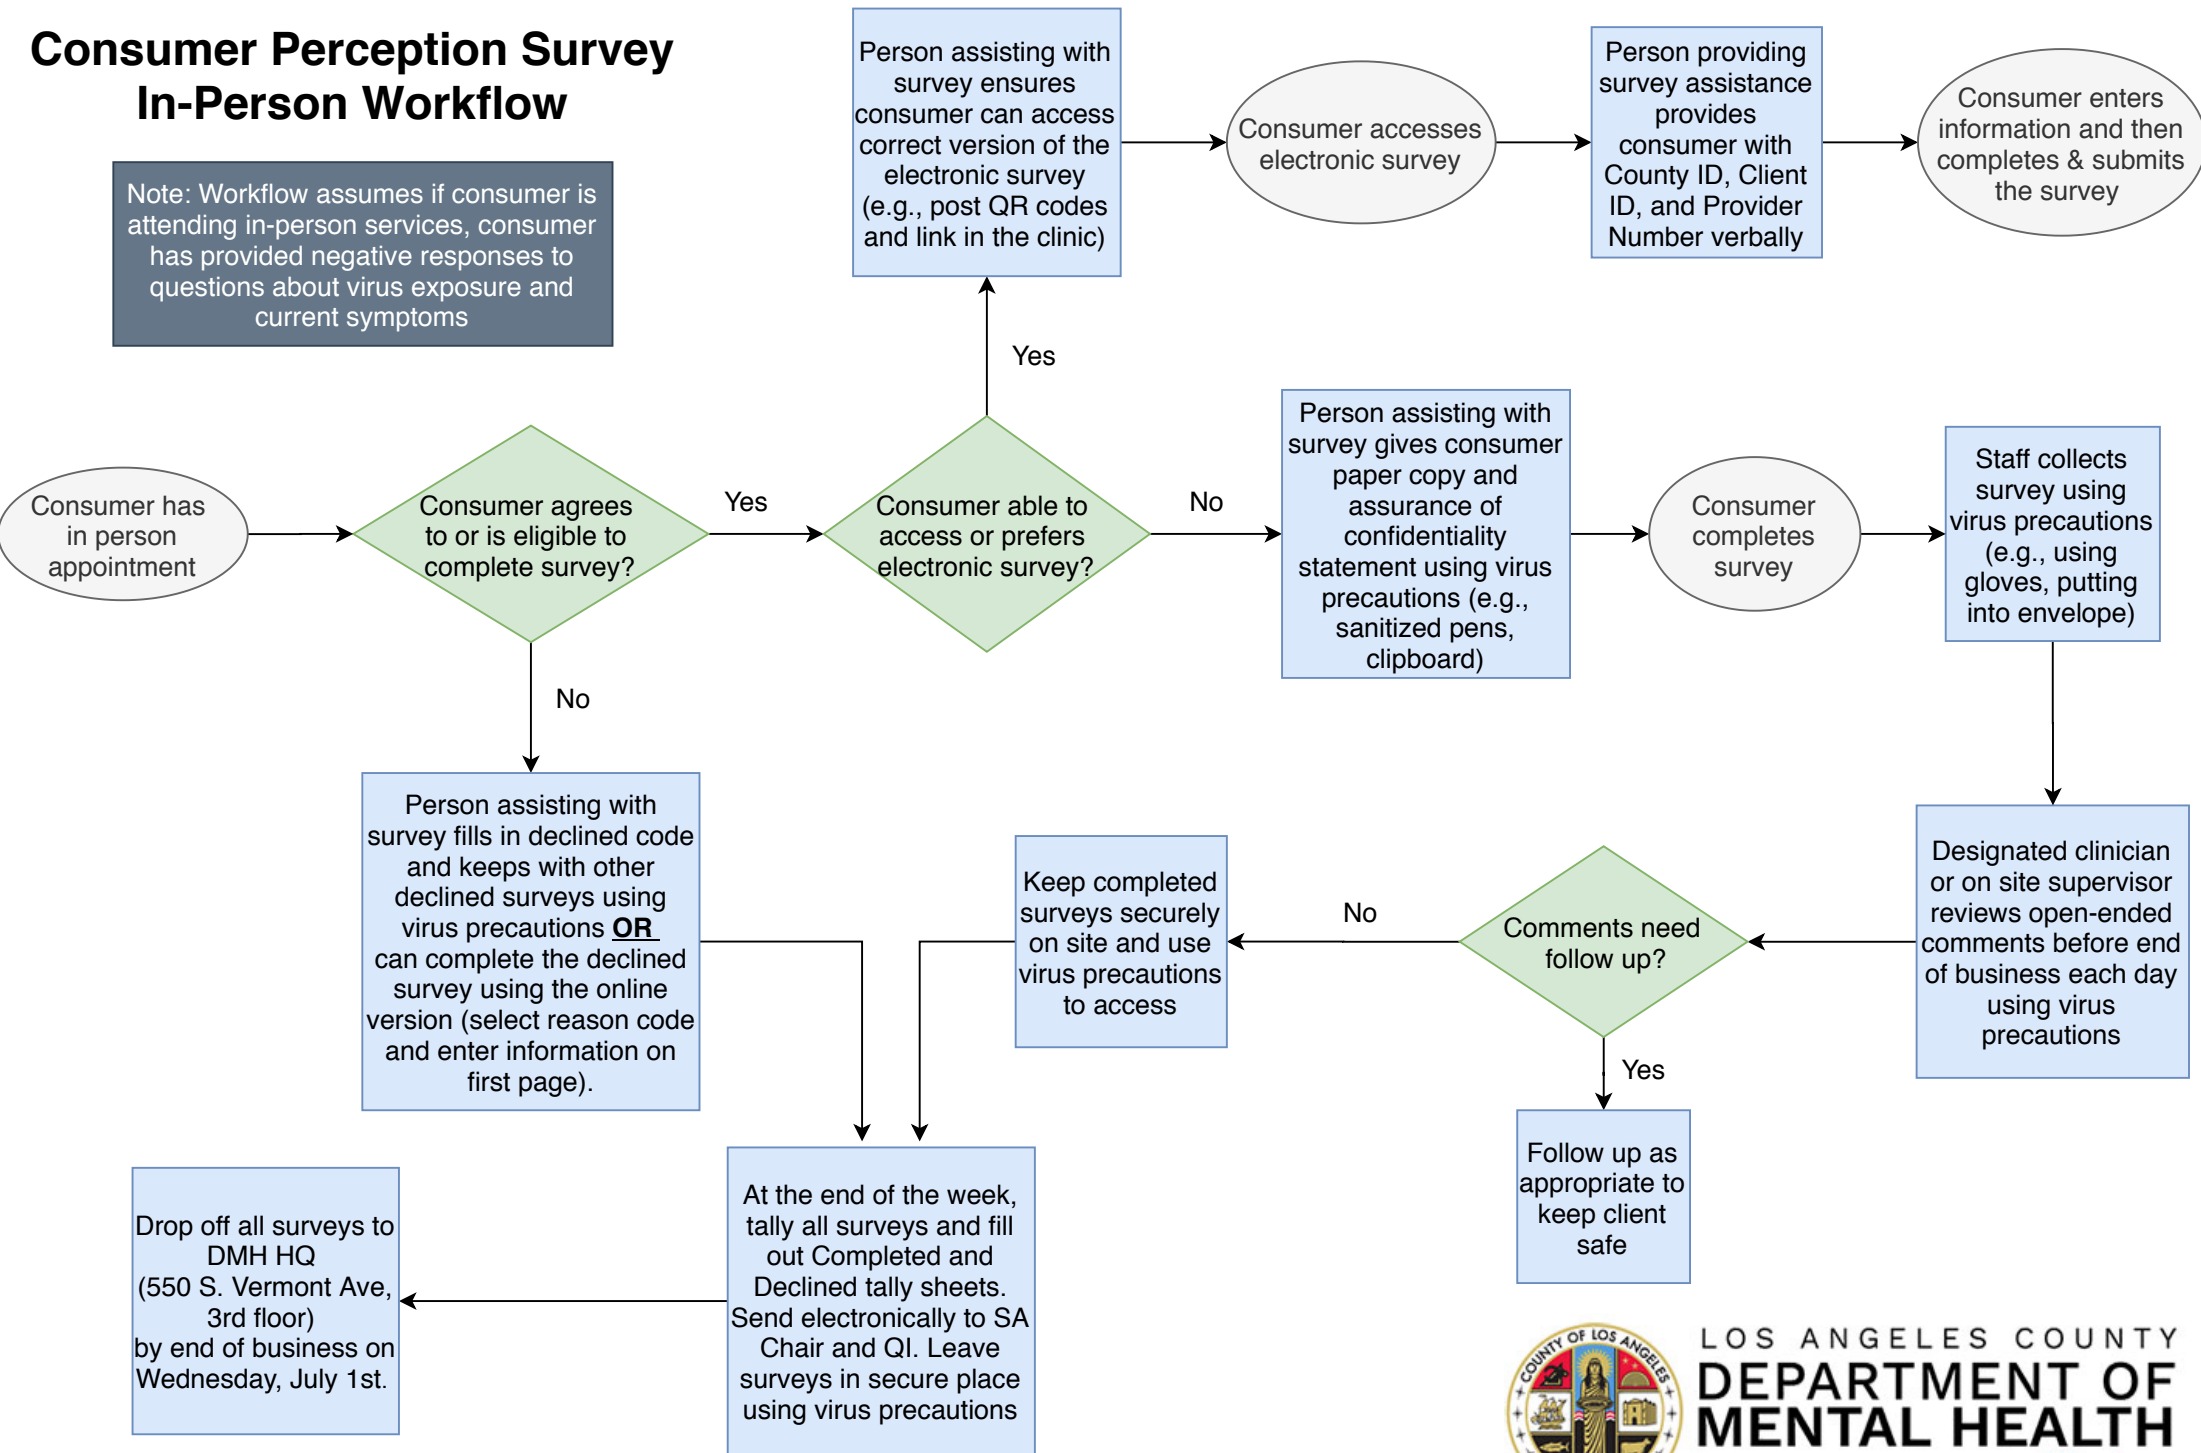 Consumer Perception Survey
In-Person Workflow
Note: Workflow assumes if consumer is
attending in-person services, consumer
has provided negative responses to
questions about virus exposure and
current symptoms
Person assisting with
survey ensures
consumer can access
correct version of the
electronic survey
(e.g., post QR codes
and link in the clinic)
Consumer accesses
electronic survey
Person providing
survey assistance
provides
consumer with
County ID, Client
ID, and Provider
Number verbally
Consumer enters
information and then
completes & submits
the survey
Yes
Consumer has
in person
appointment
Consumer agrees
to or is eligible to
complete survey?
Yes
Consumer able to
access or prefers
electronic survey?
No
Person assisting with
survey gives consumer
paper copy and
assurance of
confidentiality
statement using virus
precautions (e.g.,
sanitized pens,
clipboard)
Consumer
completes
survey
Staff collects
survey using
virus precautions
(e.g., using
gloves, putting
into envelope)
No
Person assisting with
survey fills in declined code
and keeps with other
declined surveys using
virus precautions OR
can complete the declined
survey using the online
version (select reason code
and enter information on
first page).
Keep completed
surveys securely
on site and use
virus precautions
to access
No
Comments need
follow up?
Designated clinician
or on site supervisor
reviews open-ended
comments before end
of business each day
using virus
precautions
Yes
Follow up as
appropriate to
keep client
safe
Drop off all surveys to
DMH HQ
(550 S. Vermont Ave,
3rd floor)
by end of business on
Wednesday, July 1st.
At the end of the week,
tally all surveys and fill
out Completed and
Declined tally sheets.
Send electronically to SA
Chair and QI. Leave
surveys in secure place
using virus precautions
COUNTY OF LOS ANGELES
LOS ANGELES COUNTY
DEPARTMENT OF
MENTAL HEALTH